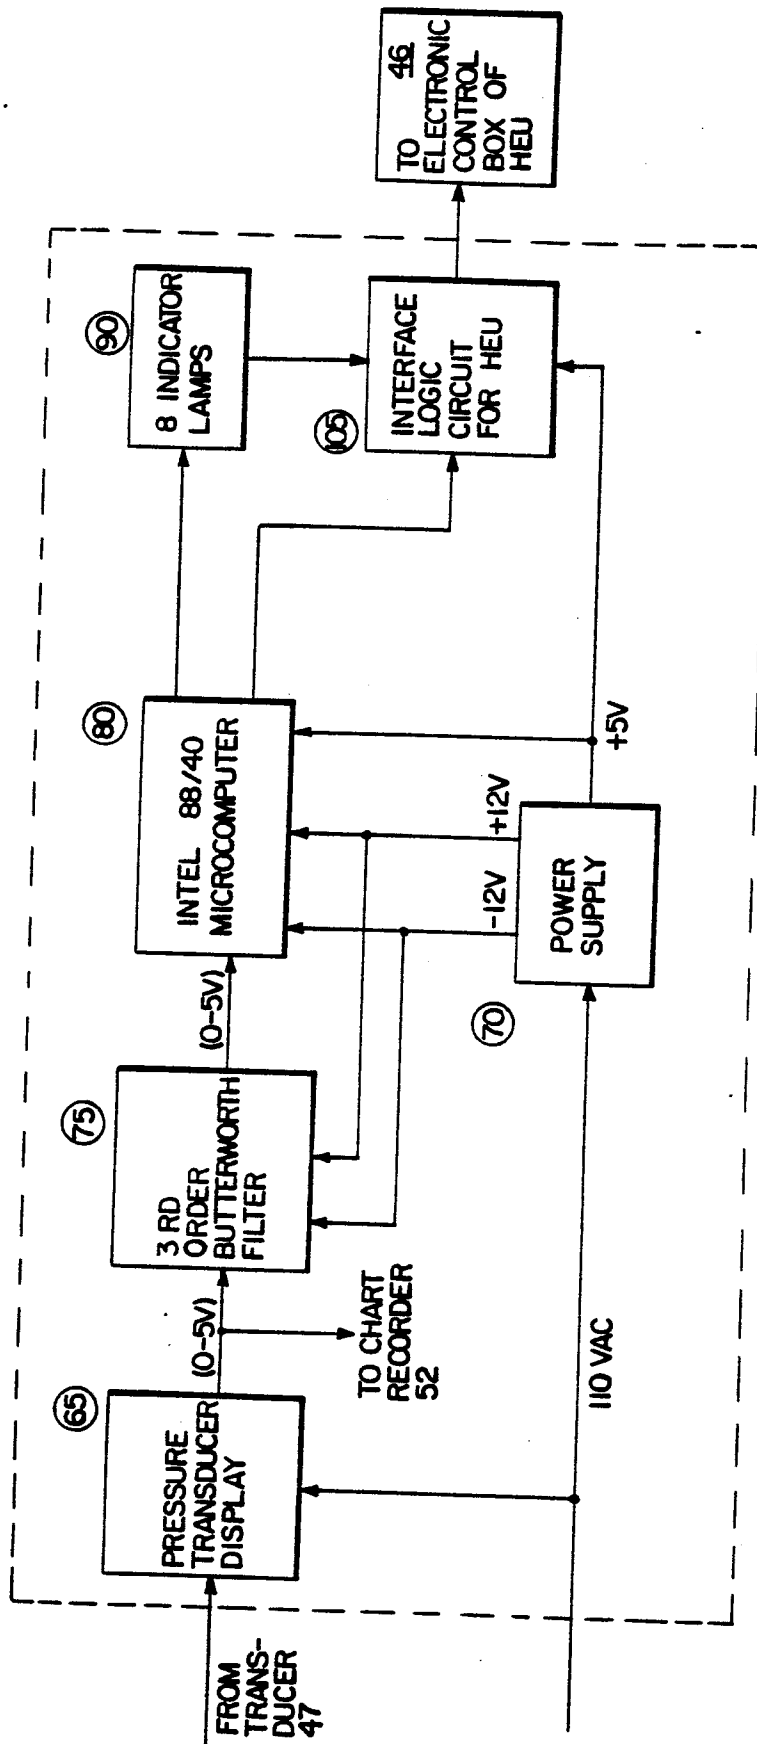 FROM
TRANS-
DUCER
47
65
PRESSURE
TRANSDUCER
DISPLAY
(0-5V)
TO CHART
RECORDER
52
75
3 RD
ORDER
BUTTERWORTH
FILTER
(0-5V)
80
INTEL 88/40
MICROCOMPUTER
90
8 INDICATOR
LAMPS
105
INTERFACE
LOGIC
CIRCUIT
FOR HEU
46
TO
ELECTRONIC
CONTROL
BOX OF
HEU
70
POWER
SUPPLY
-12V
+12V
+5V
110 VAC